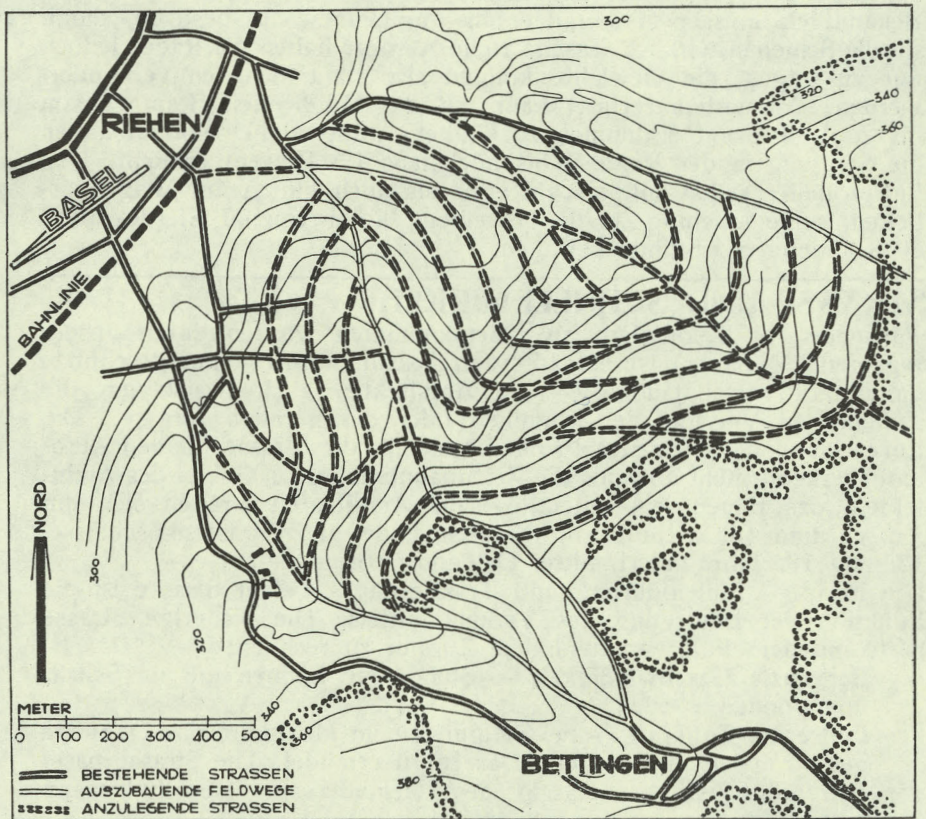 300
320
340
360
RIEHEN
BASEL
BAHNLINIE
NORD
300
320
340
360
380
METER
0 100 200 300 400 500
BETTINGEN
BESTEHENDE STRASSEN
AUSZUBAUENDE FELDWEGE
ANZULEGENDE STRASSEN